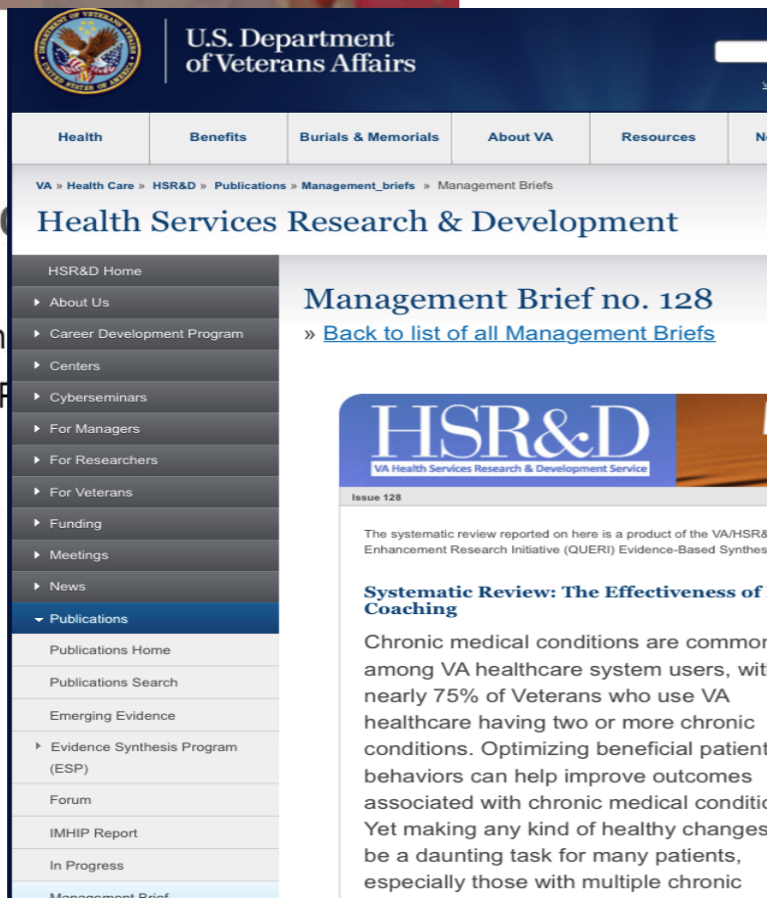 U.S. Department
of Veterans Affairs
Health
Benefits
Burials & Memorials
About VA
Resources
VA » Health Care » HSR&D » Publications » Management_briefs » Management Briefs
Health Services Research & Development
HSR&D Home
About Us
Career Development Program
Centers
Cyberseminars
For Managers
For Researchers
For Veterans
Funding
Meetings
News
Publications
Publications Home
Publications Search
Emerging Evidence
Evidence Synthesis Program
(ESP)
Forum
IMHIP Report
In Progress
Management Brief
Management Brief no. 128
» Back to list of all Management Briefs
HSR&D
VA Health Services Research & Development Service
Issue 128
The systematic review reported on here is a product of the VA/HSR&
Enhancement Research Initiative (QUERI) Evidence-Based
Systematic Review: The Effectiveness of
Coaching
Chronic medical conditions are
among VA healthcare system users,
nearly 75% of Veterans who use VA
healthcare having two or more chronic
conditions. Optimizing beneficial patient
behaviors can help improve outcomes
associated with chronic medical
Yet making any kind of healthy changes
be a daunting task for many patients,
especially those with multiple chronic